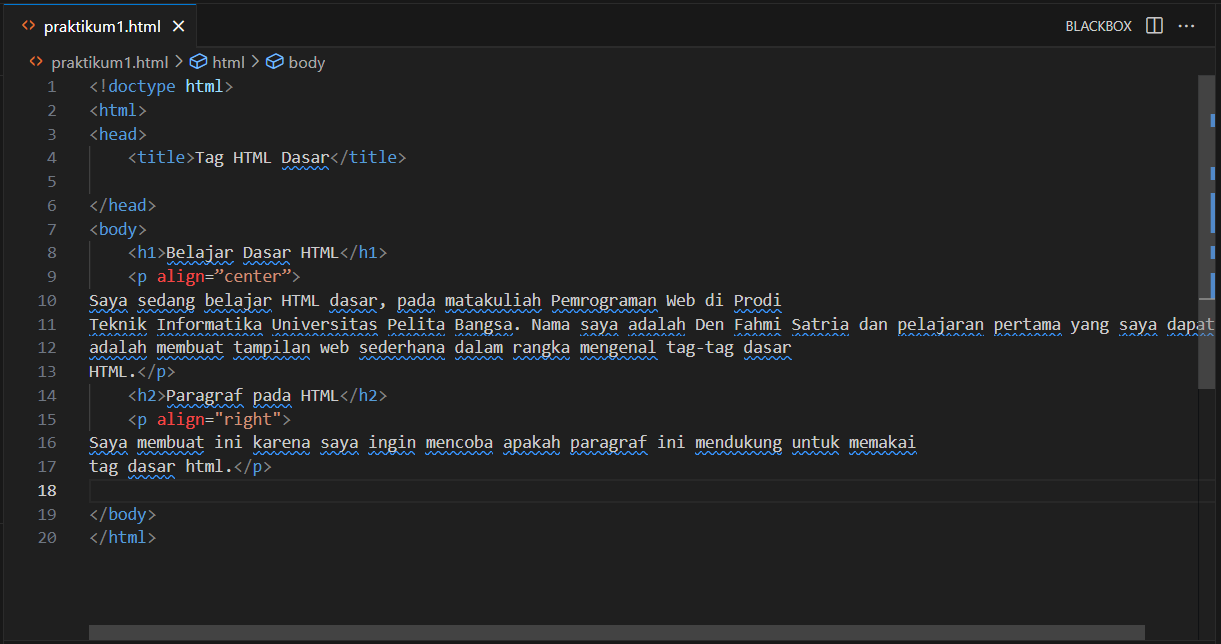 praktikum1.html
BLACKBOX
praktikum1.html > html > body
1 <!doctype html>
2 <html>
3 <head>
4 <title>Tag HTML Dasar</title>
5
6 </head>
7 <body>
8 <h1>Belajar Dasar HTML</h1>
9 <p align=”center”>
10 Saya sedang belajar HTML dasar, pada matakuliah Pemrograman Web di Prodi
11 Teknik Informatika Universitas Pelita Bangsa. Nama saya adalah Den Fahmi Satria dan pelajaran pertama yang saya dapat
12 adalah membuat tampilan web sederhana dalam rangka mengenal tag-tag dasar
13 HTML.</p>
14 <h2>Paragraf pada HTML</h2>
15 <p align="right">
16 Saya membuat ini karena saya ingin mencoba apakah paragraf ini mendukung untuk memakai
17 tag dasar html.</p>
18
19 </body>
20 </html>